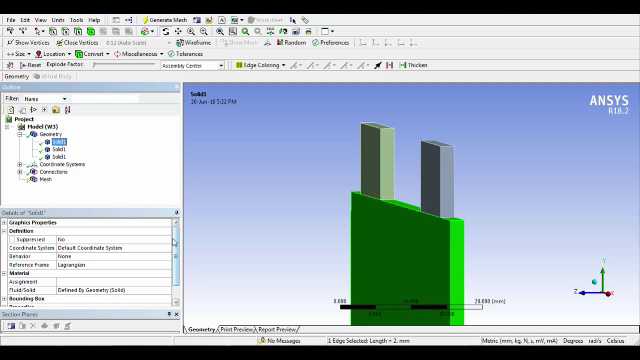 File Edit View Units Tools Help
Generate Mesh
Worksheet
Show Vertices Close Vertices 0.12 (Auto Scale) Wireframe Show Mesh Random Preferences
Size Location Convert Miscellaneous Tolerances
Reset Explode Factor: Assembly Center Edge Coloring Thicken
Geometry Virtual Body
Outline
Filter: Name
Project
Model (W3)
Geometry
Solid1
Solid1
Solid1
Coordinate Systems
Connections
Mesh
Details of "Solid1"
Graphics Properties
Definition
Suppressed No
Coordinate System Default Coordinate System
Behavior None
Reference Frame Lagrangian
Material
Assignment
Fluid/Solid Defined By Geometry (Solid)
Bounding Box
Section Planes
Solid1
20-Jun-18 5:22 PM
ANSYS
R18.2
0.000 10.000 20.000 (mm)
5.000 15.000
Y
Z X
Geometry Print Preview Report Preview
No Messages 1 Edge Selected: Length = 2. mm Metric (mm, kg, N, s, mV, mA) Degrees rad/s Celsius